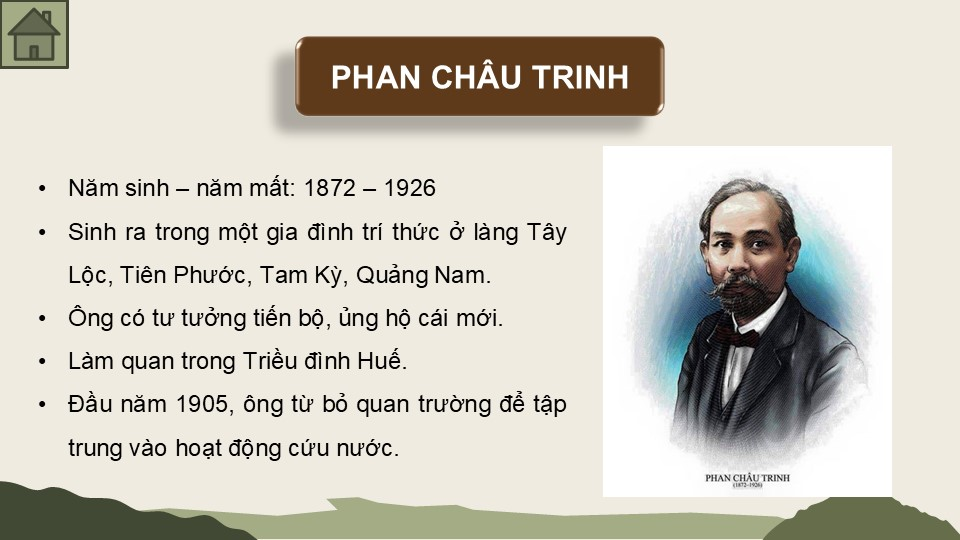 PHAN CHÂU TRINH
• Năm sinh – năm mất: 1872 – 1926
• Sinh ra trong một gia đình trí thức ở làng Tây
Lộc, Tiên Phước, Tam Kỳ, Quảng Nam.
• Ông có tư tưởng tiến bộ, ủng hộ cái mới.
• Làm quan trong Triều đình Huế.
• Đầu năm 1905, ông từ bỏ quan trường để tập
trung vào hoạt động cứu nước.
PHAN CHÂU TRINH
(1872-1926)